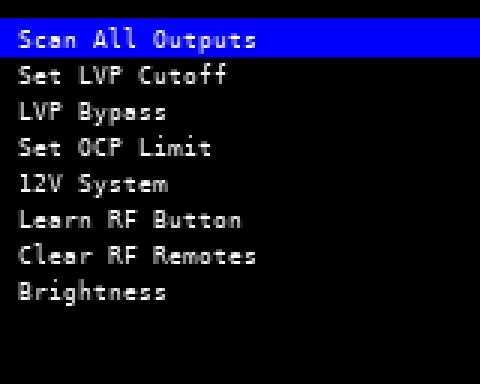 Scan All Outputs
Set LVP Cutoff
LVP Bypass
Set OCP Limit
12V System
Learn RF Button
Clear RF Remotes
Brightness